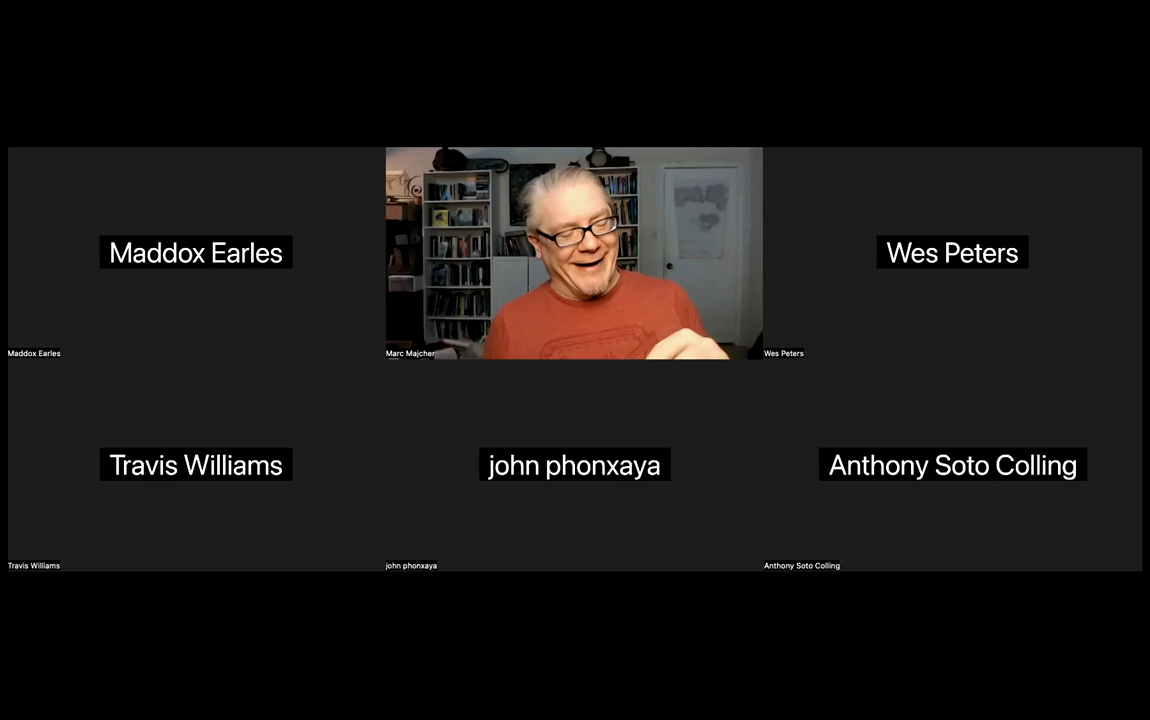 Maddox Earles
Wes Peters
Maddox Earles
Marc Majcher
Wes Peters
Travis Williams
john phonxaya
Anthony Soto Colling
Travis Williams
john phonxaya
Anthony Soto Colling